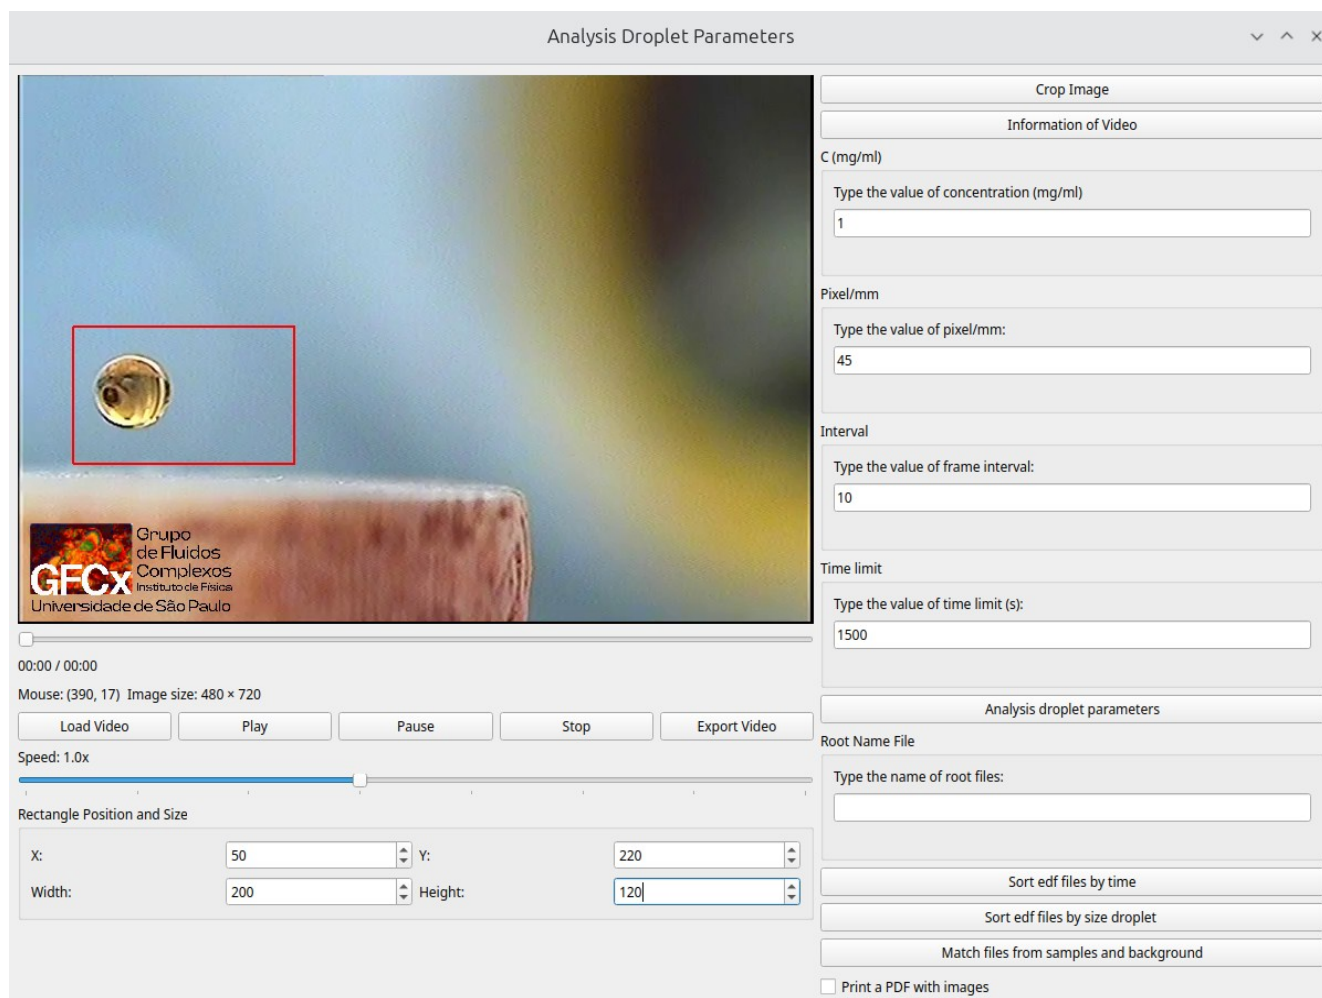 Analysis Droplet Parameters
Grupo
de Fluidos
Complexos
Instituto de Física
GFCx
Universidade de São Paulo
00:00 / 00:00
Mouse: (390, 17) Image size: 480 × 720
Load Video Play Pause Stop Export Video
Speed: 1.0x
Rectangle Position and Size
X: 50 Y: 220
Width: 200 Height: 120
Crop Image
Information of Video
C (mg/ml)
Type the value of concentration (mg/ml)
1
Pixel/mm
Type the value of pixel/mm:
45
Interval
Type the value of frame interval:
10
Time limit
Type the value of time limit (s):
1500
Analysis droplet parameters
Root Name File
Type the name of root files:
Sort edf files by time
Sort edf files by size droplet
Match files from samples and background
Print a PDF with images